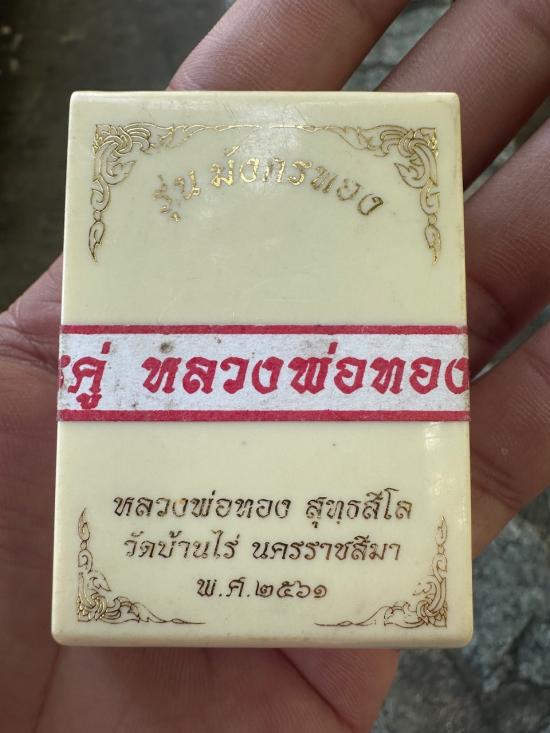 รุ่น มังกรทอง
คู่ หลวงพ่อทอง
หลวงพ่อทอง สุทธสีโล
วัดบ้านไร่ นครราชสีมา
พ.ศ.๒๕๖๑